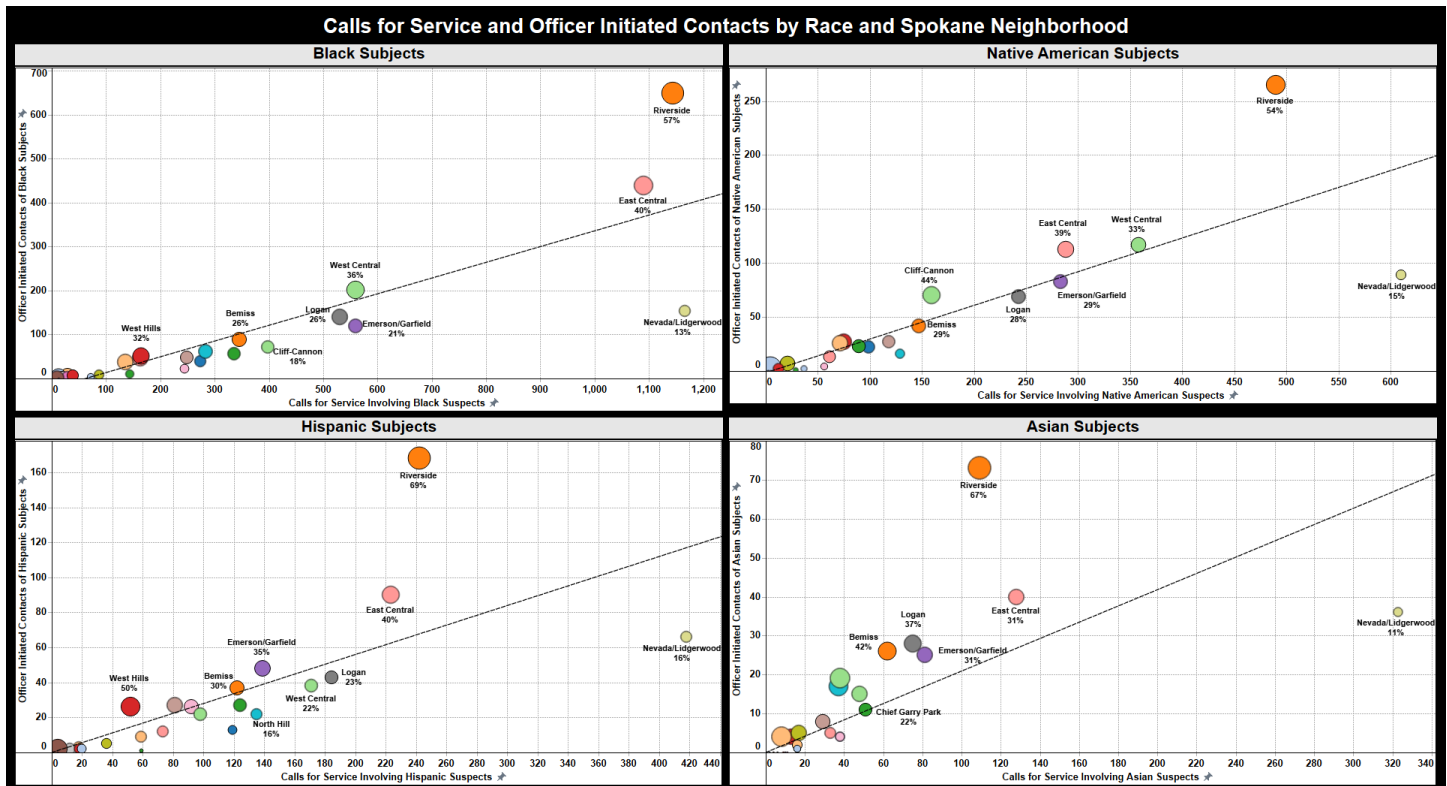 Calls for Service and Officer Initiated Contacts by Race and Spokane Neighborhood
Black Subjects
Officer Initiated Contacts of Black Subjects
700
600
500
400
300
200
100
0
Riverside
57%
East Central
40%
West Central
36%
Logan
26%
Emerson/Garfield
21%
Bemiss
26%
West Hills
32%
Cliff-Cannon
18%
Nevada/Lidgerwood
13%
0 100 200 300 400 500 600 700 800 900 1,000 1,100 1,200
Calls for Service Involving Black Suspects
Native American Subjects
Officer Initiated Contacts of Native American Subjects
250
200
150
100
50
0
Riverside
54%
East Central
39%
West Central
33%
Cliff-Cannon
44%
Emerson/Garfield
29%
Logan
28%
Bemiss
29%
Nevada/Lidgerwood
15%
0 50 100 150 200 250 300 350 400 450 500 550 600
Calls for Service Involving Native American Suspects
Hispanic Subjects
Officer Initiated Contacts of Hispanic Subjects
160
140
120
100
80
60
40
20
0
Riverside
69%
East Central
40%
Nevada/Lidgerwood
16%
Emerson/Garfield
35%
Logan
23%
West Central
22%
Bemiss
30%
West Hills
50%
North Hill
16%
0 20 40 60 80 100 120 140 160 180 200 220 240 260 280 300 320 340 360 380 400 420 440
Calls for Service Involving Hispanic Suspects
Asian Subjects
Officer Initiated Contacts of Asian Subjects
80
70
60
50
40
30
20
10
0
Riverside
67%
East Central
31%
Nevada/Lidgerwood
11%
Logan
37%
Bemiss
42%
Emerson/Garfield
31%
Chief Garry Park
22%
0 20 40 60 80 100 120 140 160 180 200 220 240 260 280 300 320 340
Calls for Service Involving Asian Suspects